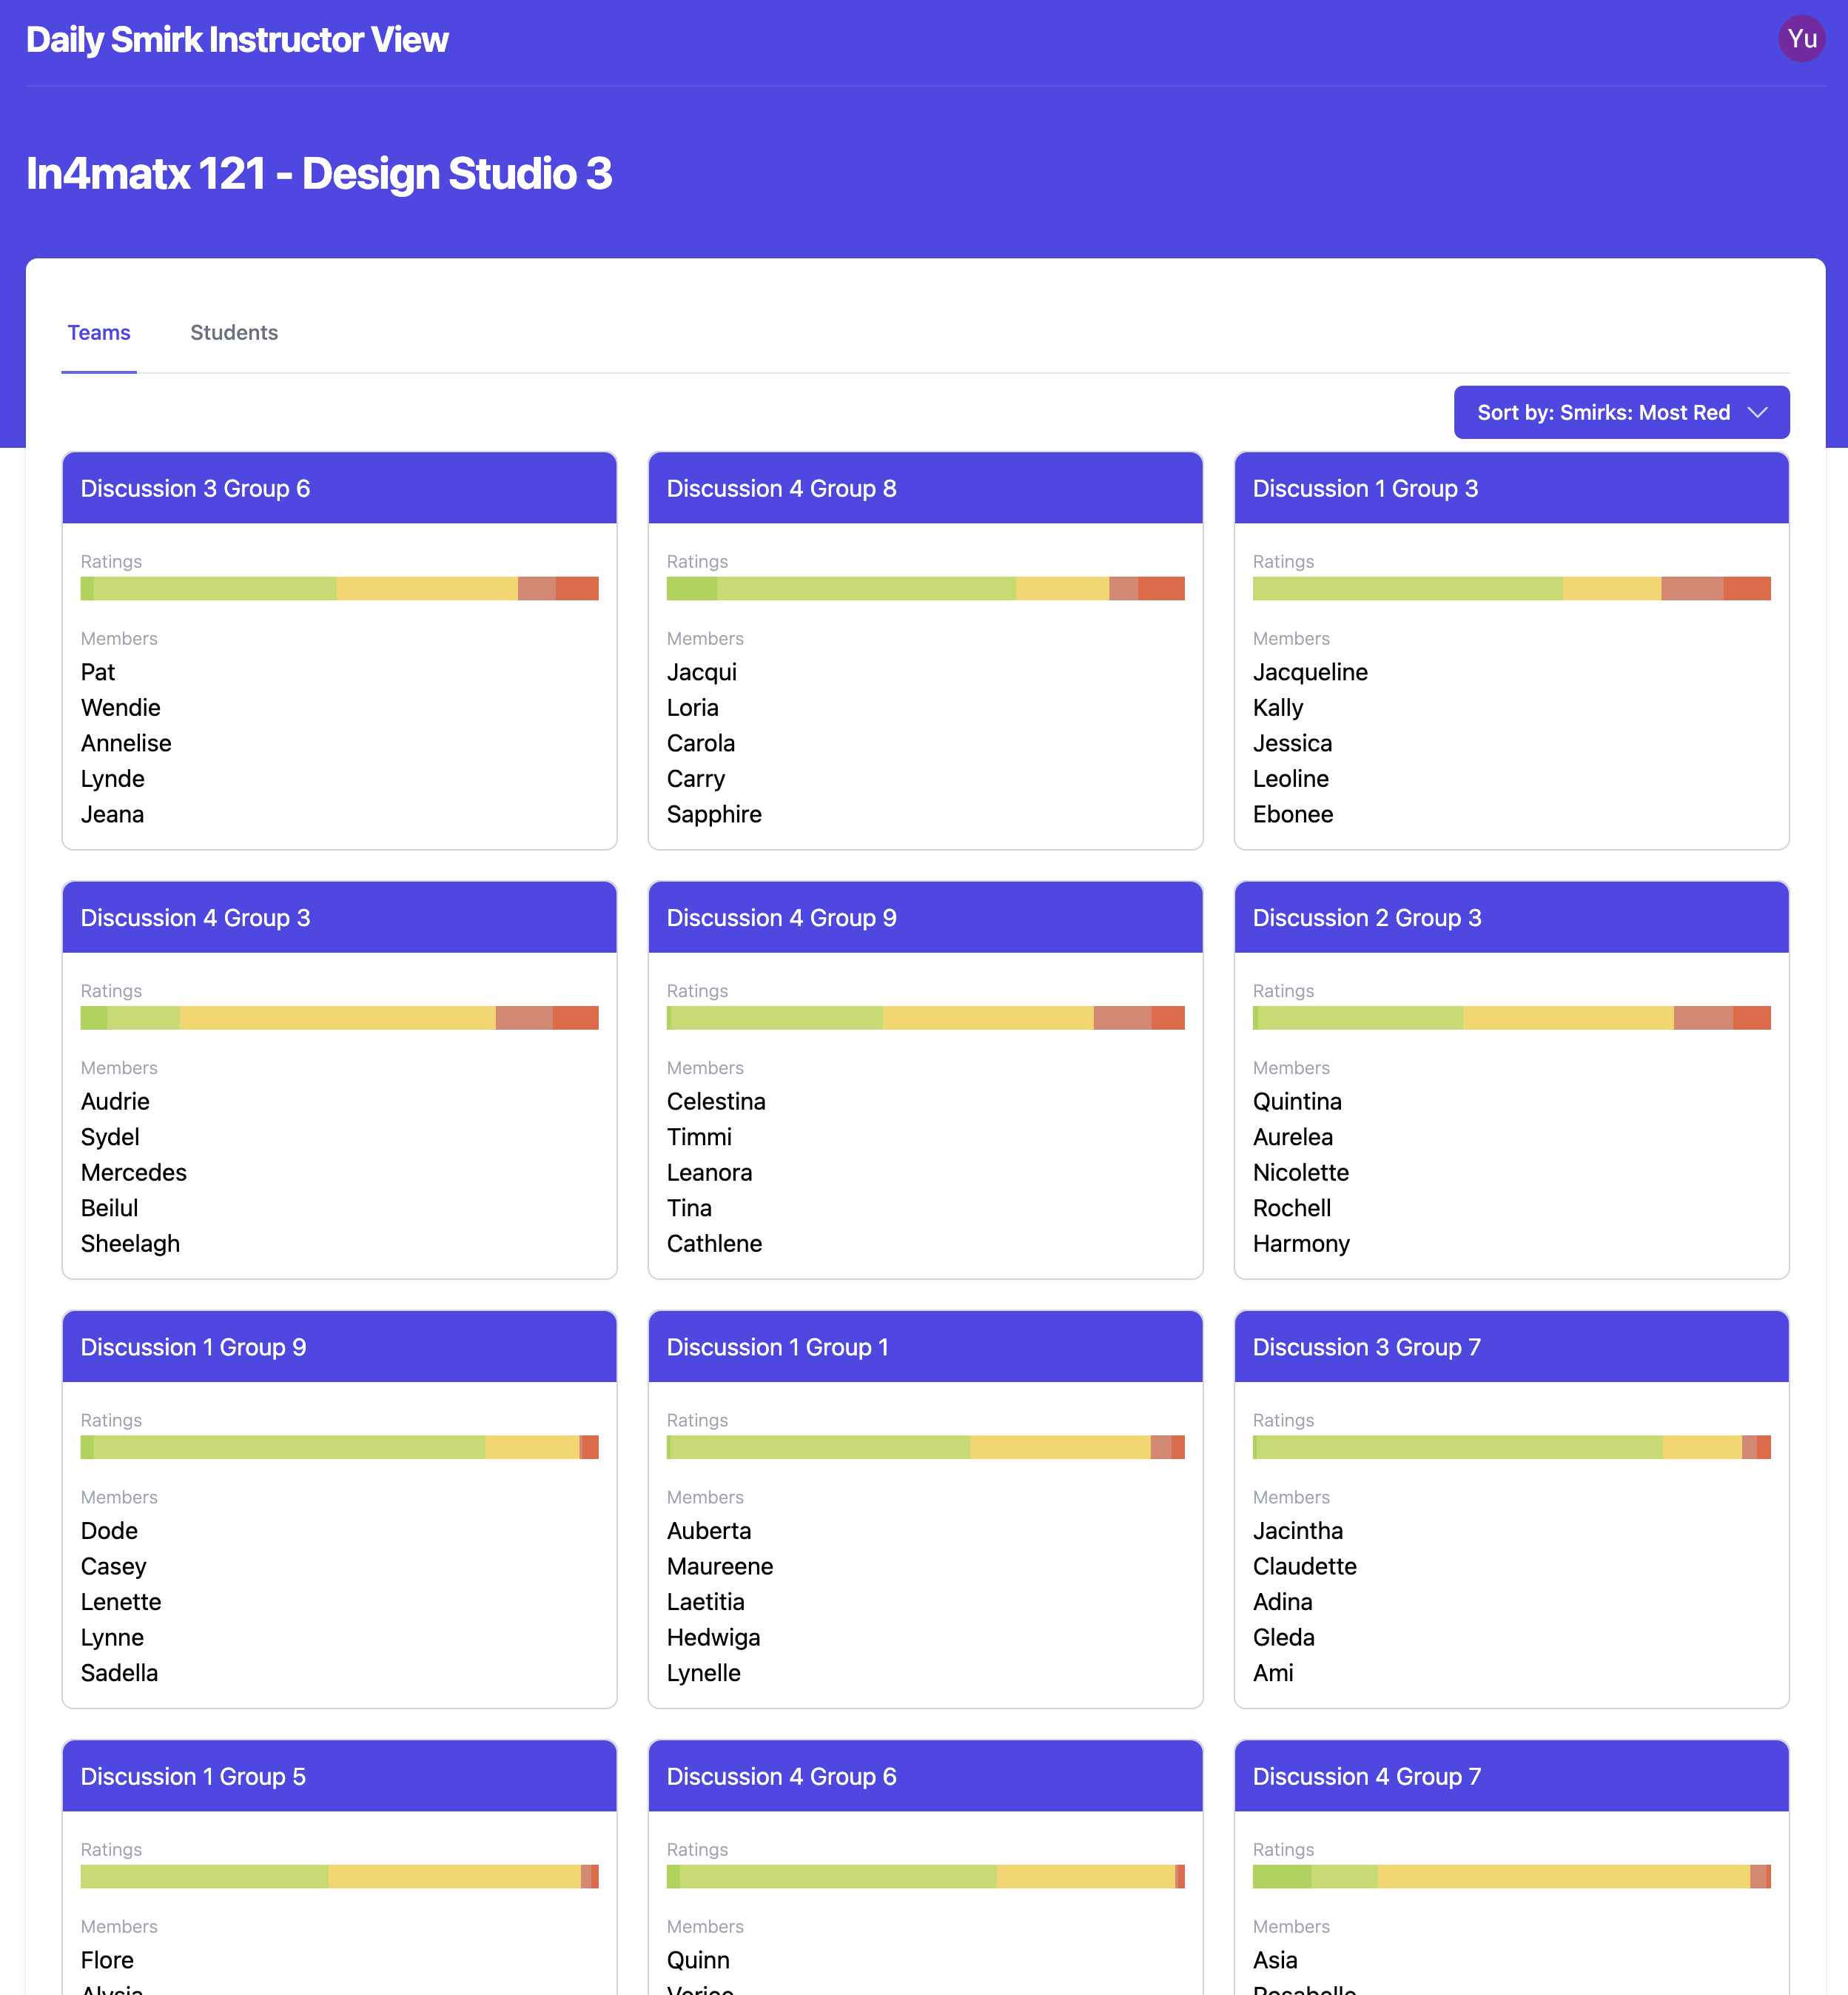 Daily Smirk Instructor View
Yu
In4matx 121 - Design Studio 3
Teams
Students
Sort by: Smirks: Most Red
Discussion 3 Group 6
Ratings
Members
Pat
Wendie
Annelise
Lynde
Jeana
Discussion 4 Group 8
Ratings
Members
Jacqui
Loria
Carola
Carry
Sapphire
Discussion 1 Group 3
Ratings
Members
Jacqueline
Kally
Jessica
Leoline
Ebonee
Discussion 4 Group 3
Ratings
Members
Audrie
Sydel
Mercedes
Beilul
Sheelagh
Discussion 4 Group 9
Ratings
Members
Celestina
Timmi
Leanora
Tina
Cathlene
Discussion 2 Group 3
Ratings
Members
Quintina
Aurelea
Nicolette
Rochell
Harmony
Discussion 1 Group 9
Ratings
Members
Dode
Casey
Lenette
Lynne
Sadella
Discussion 1 Group 1
Ratings
Members
Auberta
Maureene
Laetitia
Hedwiga
Lynelle
Discussion 3 Group 7
Ratings
Members
Jacintha
Claudette
Adina
Gleda
Ami
Discussion 1 Group 5
Ratings
Members
Flore
Discussion 4 Group 6
Ratings
Members
Quinn
Discussion 4 Group 7
Ratings
Members
Asia